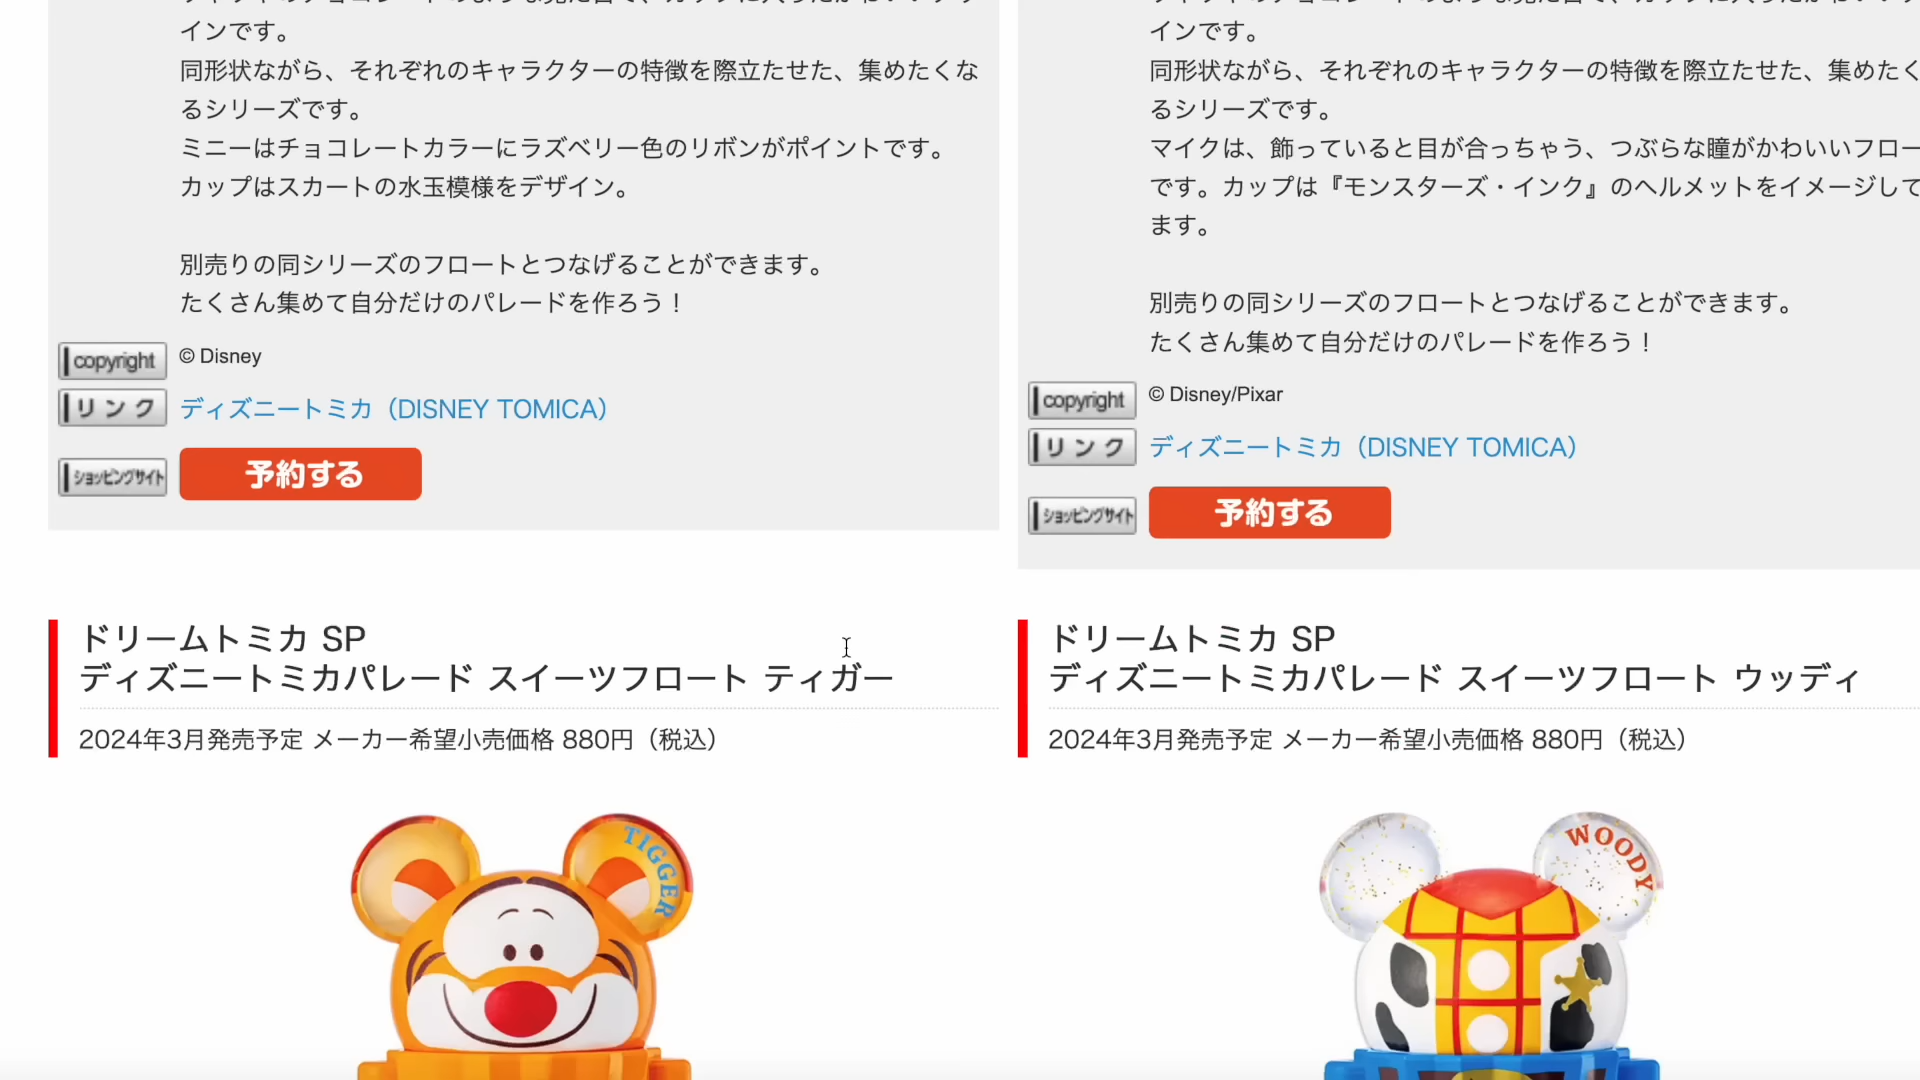 インです。
同形状ながら、それぞれのキャラクターの特徴を際立たせた、集めたくな
るシリーズです。
ミニーはチョコレートカラーにラズベリー色のリボンがポイントです。
カップはスカートの水玉模様をデザイン。
別売りの同シリーズのフロートとつなげることができます。
たくさん集めて自分だけのパレードを作ろう！
copyright © Disney
リンク ディズニートミカ（DISNEY TOMICA）
ショッピングサイト 予約する
インです。
同形状ながら、それぞれのキャラクターの特徴を際立たせた、集めたく
るシリーズです。
マイクは、飾っていると目が合っちゃう、つぶらな瞳がかわいいフロー
です。カップは『モンスターズ・インク』のヘルメットをイメージして
ます。
別売りの同シリーズのフロートとつなげることができます。
たくさん集めて自分だけのパレードを作ろう！
copyright © Disney/Pixar
リンク ディズニートミカ（DISNEY TOMICA）
ショッピングサイト 予約する
ドリームトミカ SP
ディズニートミカパレード スイーツフロート ティガー
2024年3月発売予定 メーカー希望小売価格 880円（税込）
TIGGER
ドリームトミカ SP
ディズニートミカパレード スイーツフロート ウッディ
2024年3月発売予定 メーカー希望小売価格 880円（税込）
WOODY